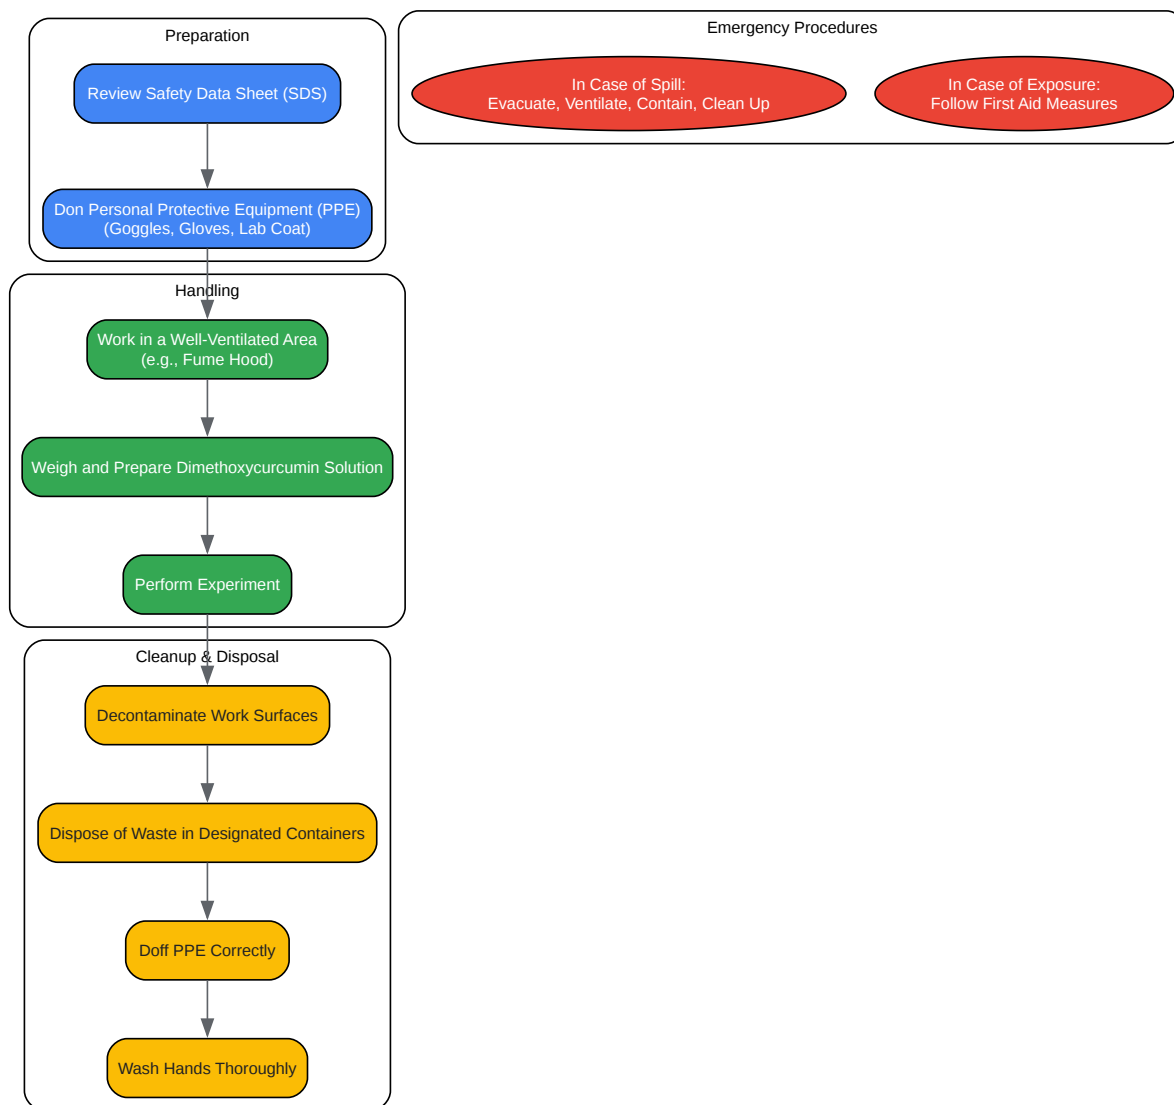 Preparation
Review Safety Data Sheet (SDS)
Don Personal Protective Equipment (PPE)
(Goggles, Gloves, Lab Coat)
Handling
Work in a Well-Ventilated Area
(e.g., Fume Hood)
Weigh and Prepare Dimethoxycurcumin Solution
Perform Experiment
Cleanup & Disposal
Decontaminate Work Surfaces
Dispose of Waste in Designated Containers
Doff PPE Correctly
Wash Hands Thoroughly
Emergency Procedures
In Case of Spill:
Evacuate, Ventilate, Contain, Clean Up
In Case of Exposure:
Follow First Aid Measures